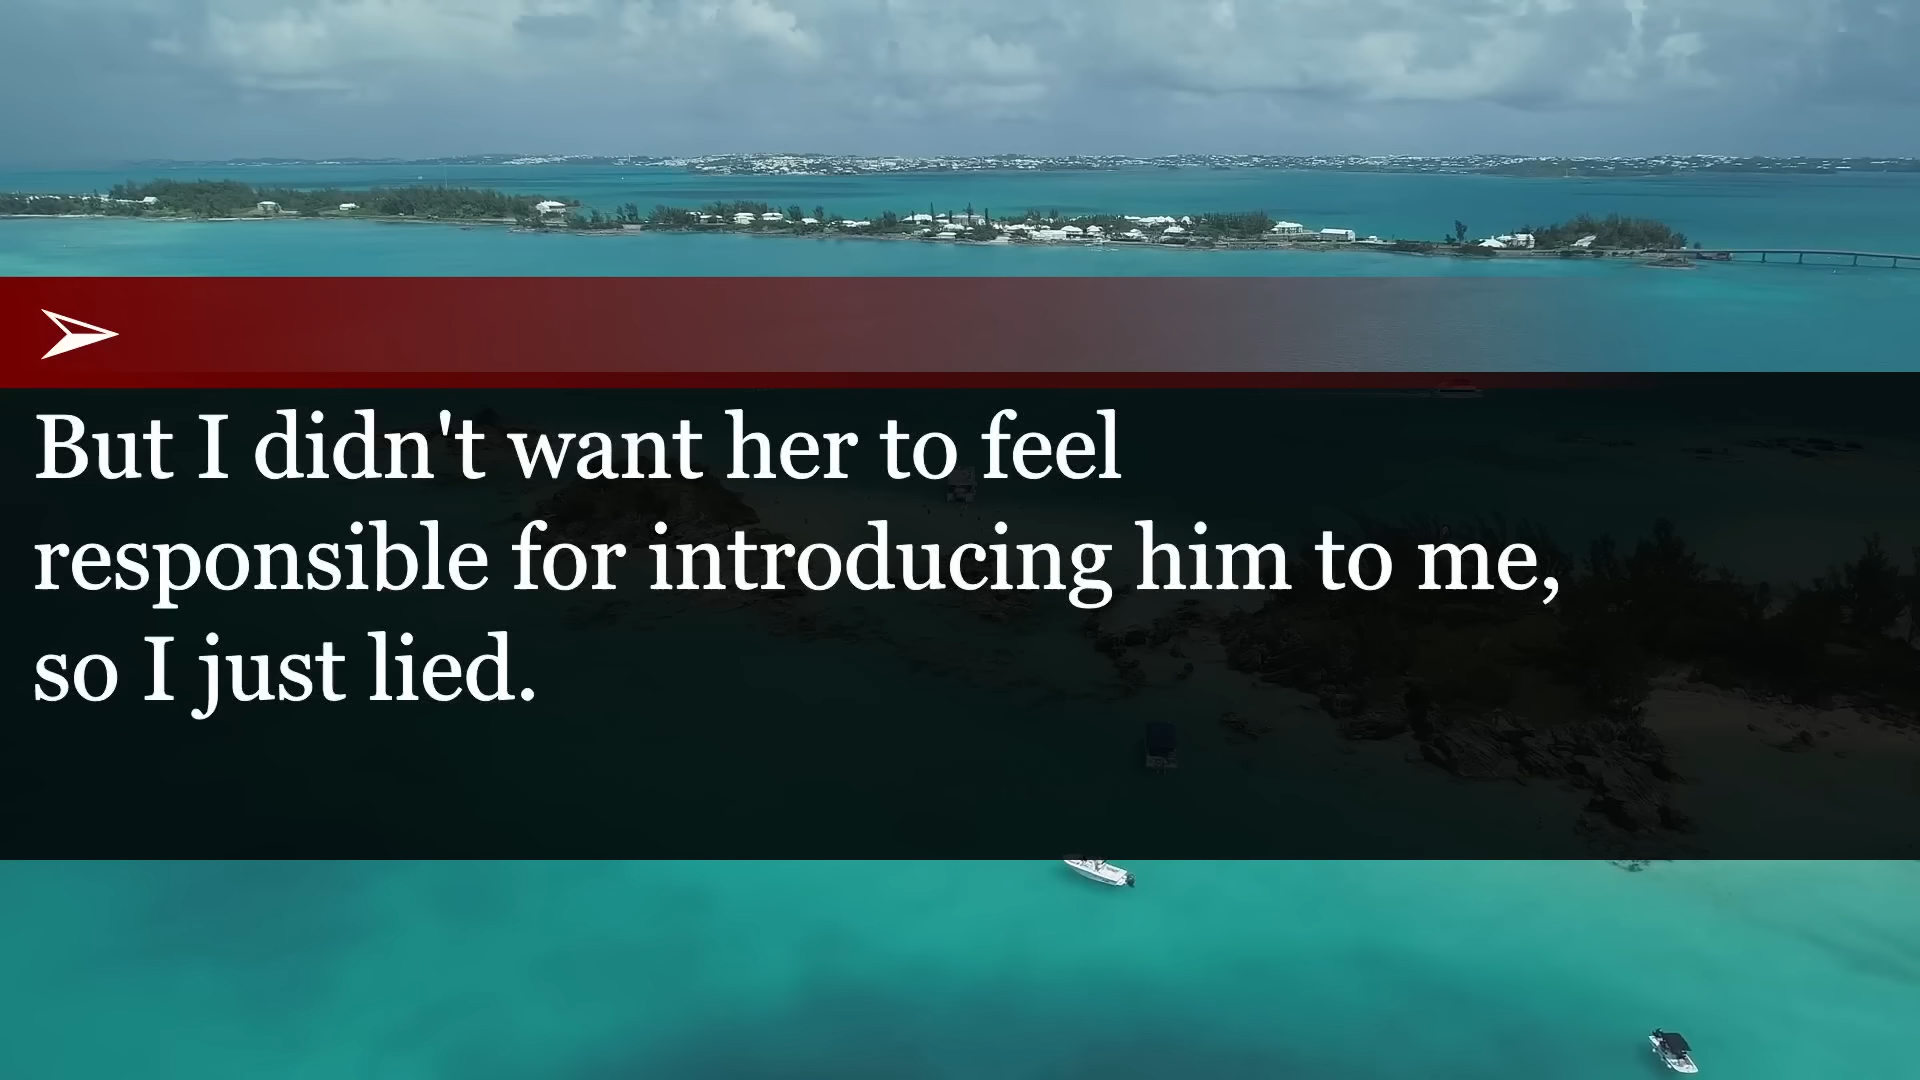 But I didn't want her to feel
responsible for introducing him to me,
so I just lied.